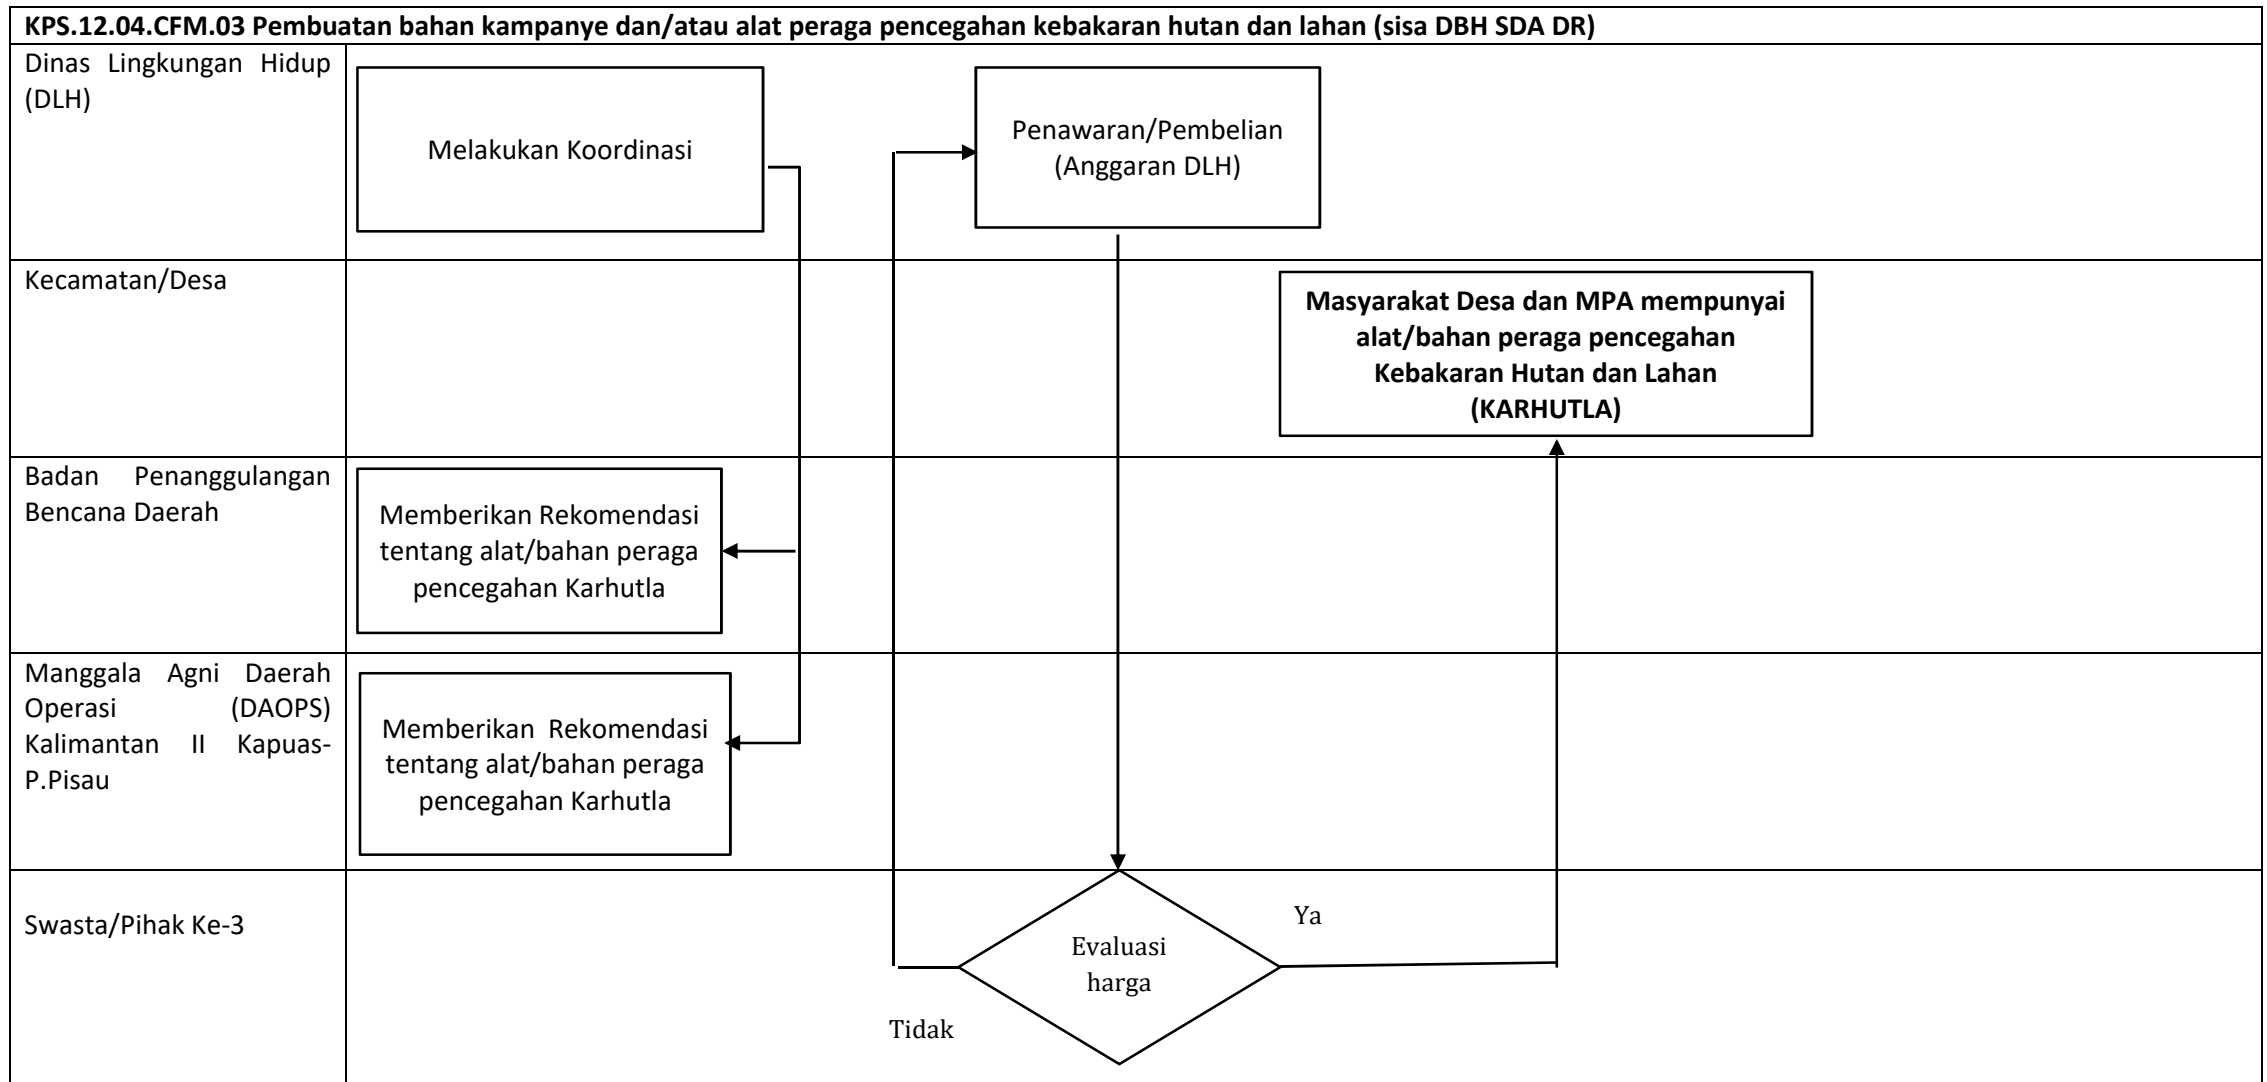 KPS.12.04.CFM.03 Pembuatan bahan kampanye dan/atau alat peraga pencegahan kebakaran hutan dan lahan (sisa DBH SDA DR)
Dinas Lingkungan Hidup
(DLH)
Melakukan Koordinasi
Penawaran/Pembelian
(Anggaran DLH)
Kecamatan/Desa
Masyarakat Desa dan MPA mempunyai
alat/bahan peraga pencegahan
Kebakaran Hutan dan Lahan
(KARHUTLA)
Badan Penanggulangan
Bencana Daerah
Memberikan Rekomendasi
tentang alat/bahan peraga
pencegahan Karhutla
Manggala Agni Daerah
Operasi (DAOPS)
Kalimantan II Kapuas-
P.Pisau
Memberikan Rekomendasi
tentang alat/bahan peraga
pencegahan Karhutla
Swasta/Pihak Ke-3
Evaluasi
harga
Ya
Tidak